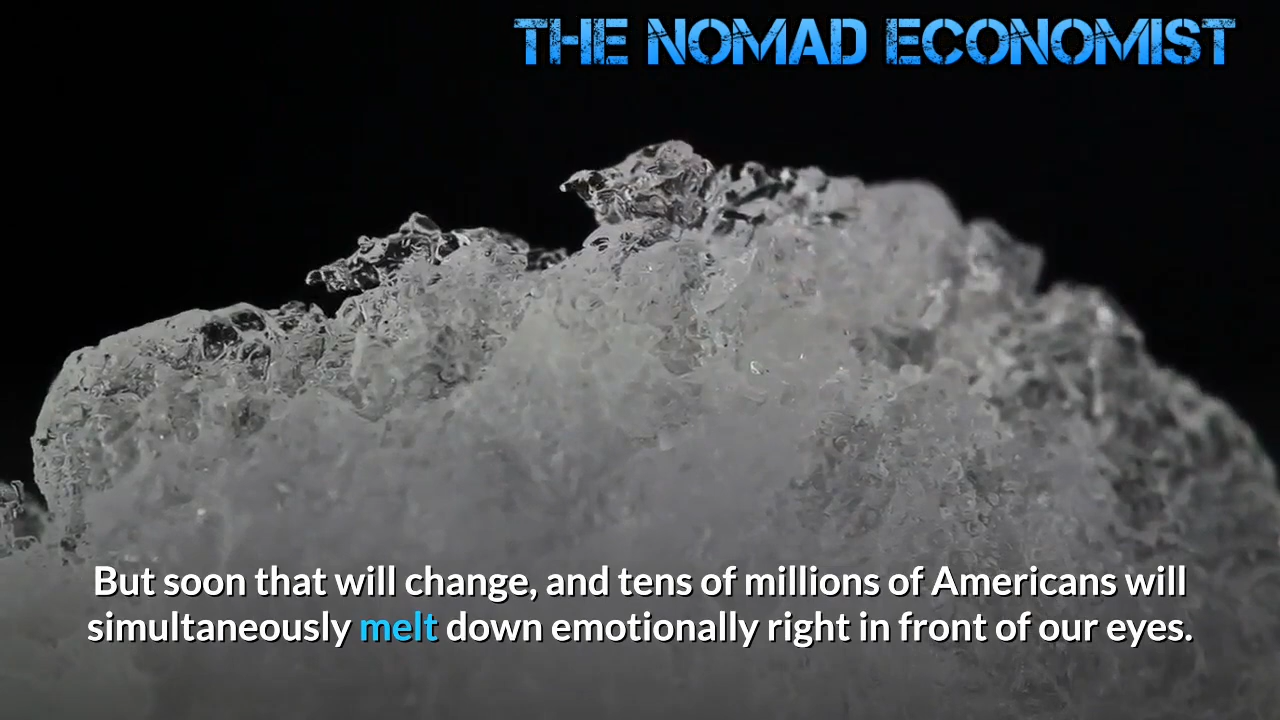 THE NOMAD ECONOMIST
But soon that will change, and tens of millions of Americans will
simultaneously melt down emotionally right in front of our eyes.